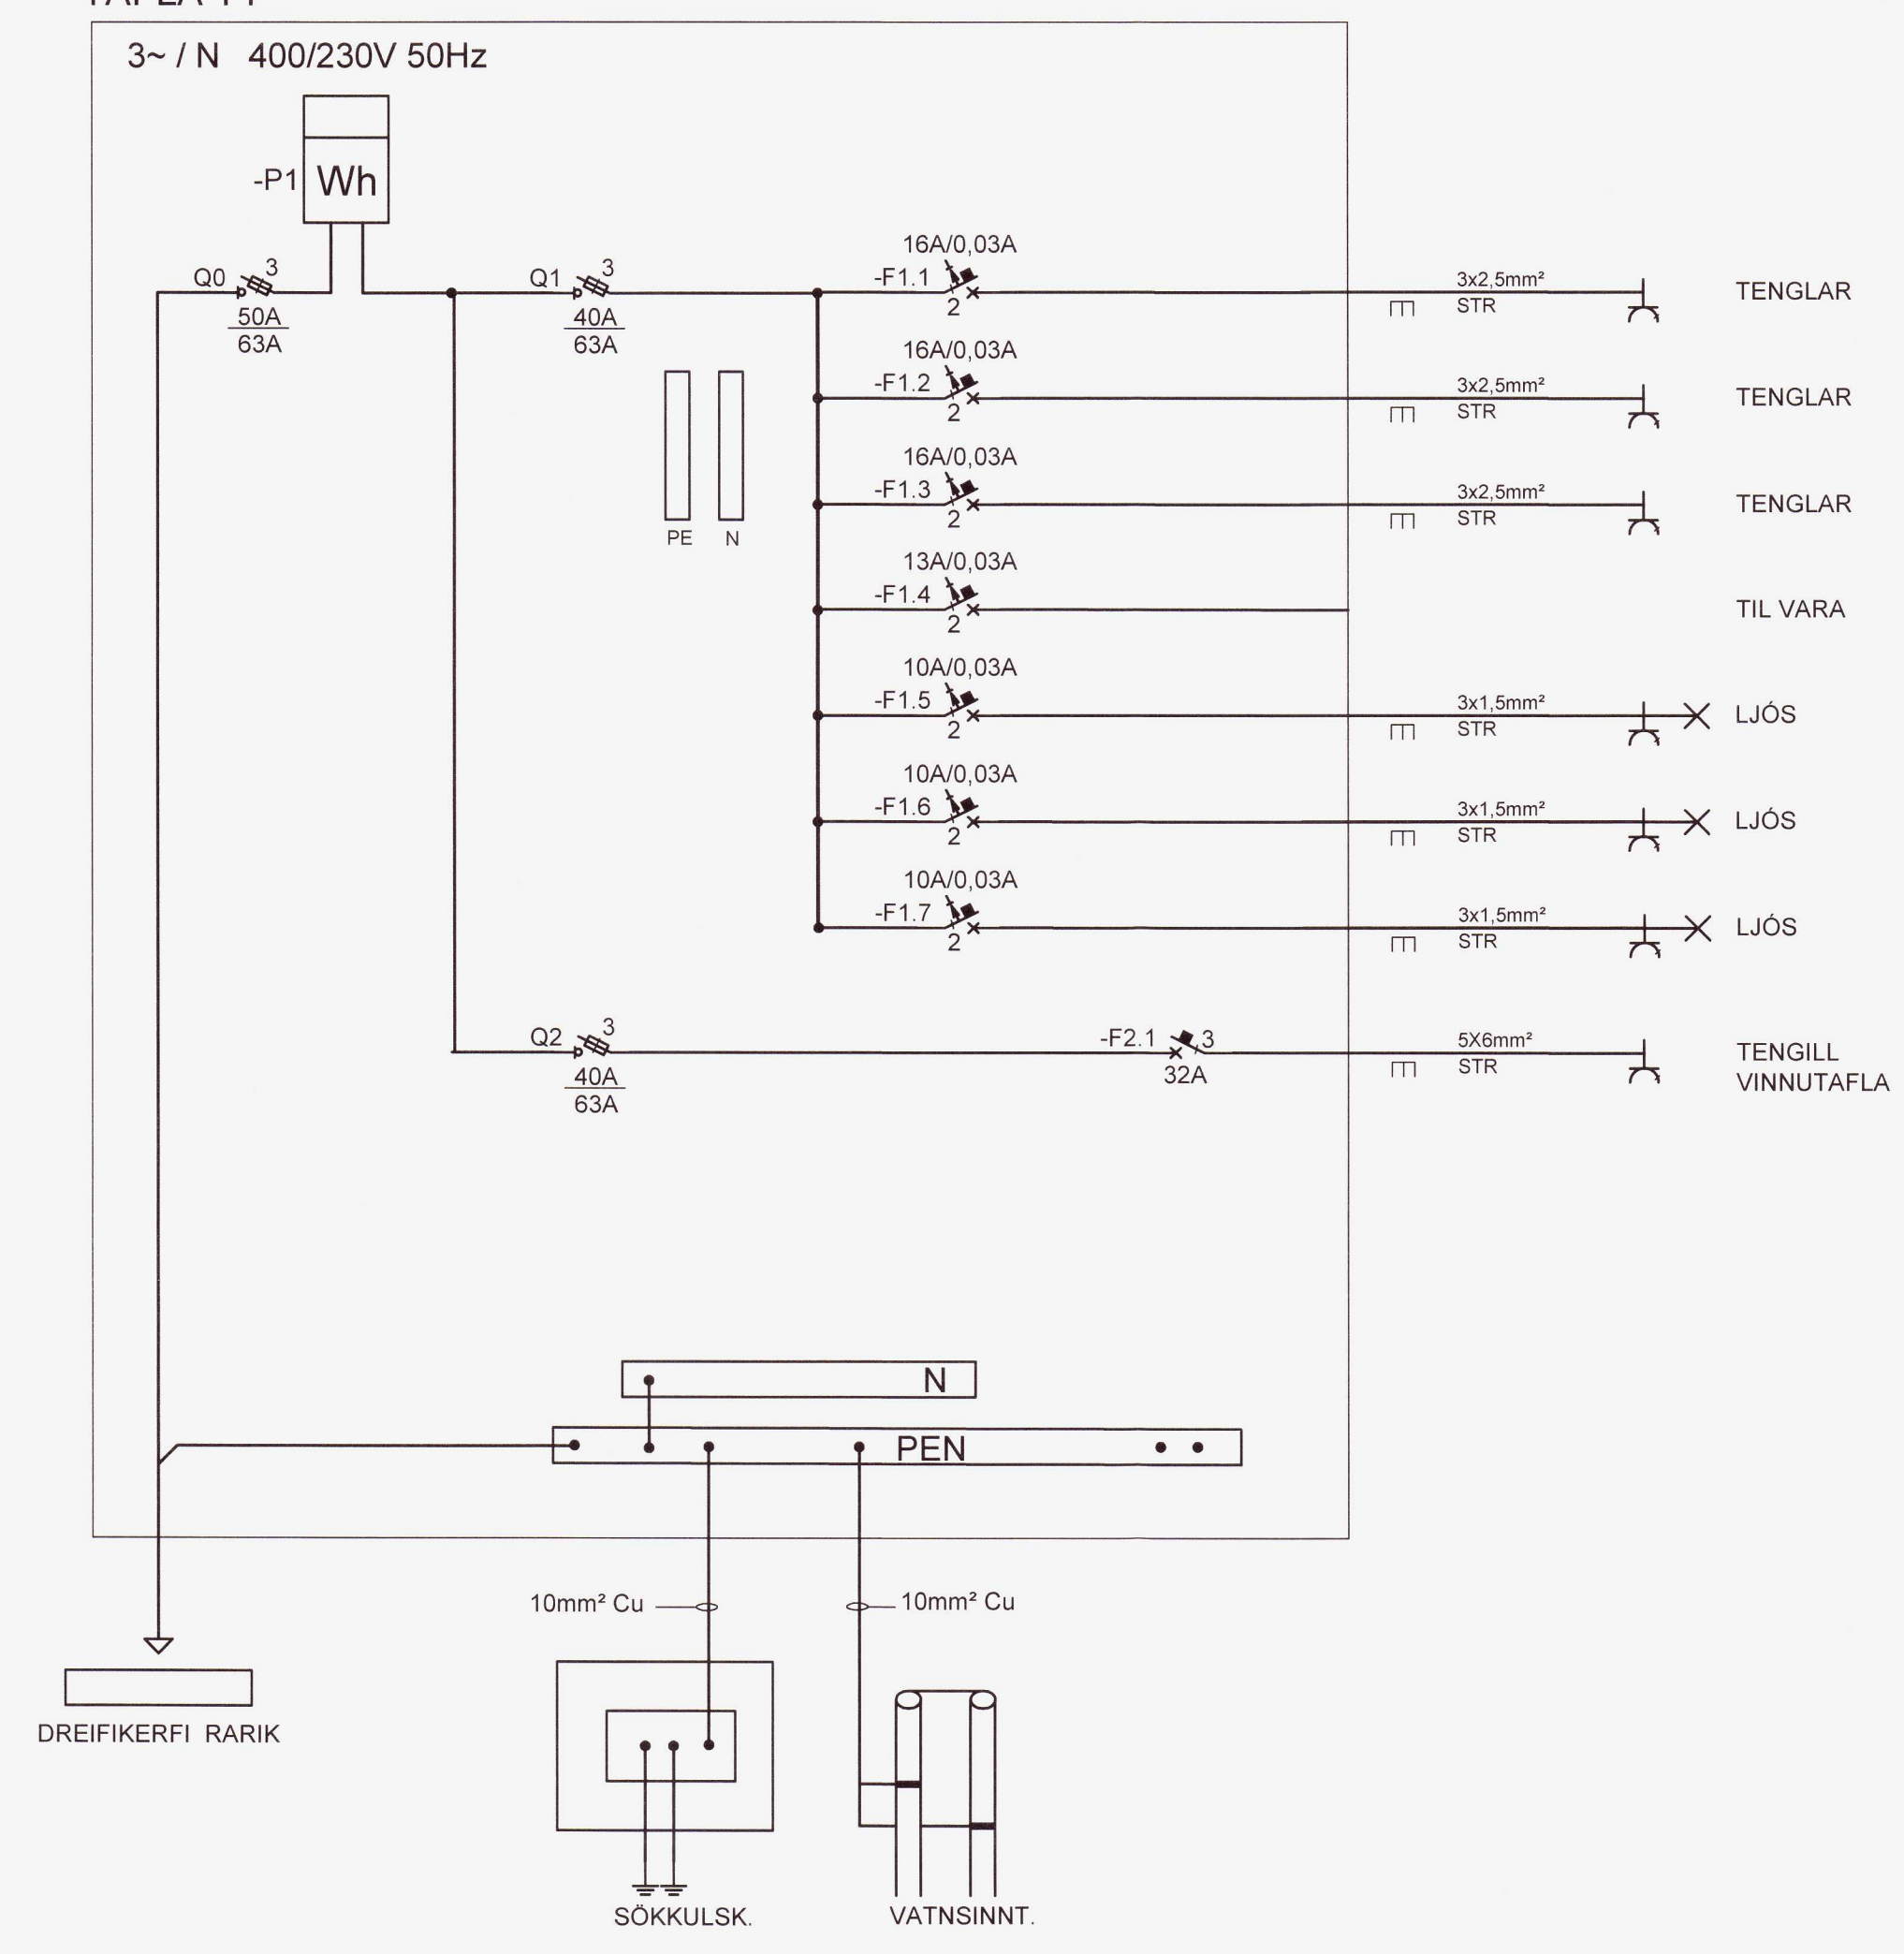 3~ / N 400/230V 50Hz
-P1 Wh
Q0 3
50A
63A
Q1 3
40A
63A
PE N
16A/0,03A
-F1.1
2
3x2,5mm²
STR
TENGLAR
16A/0,03A
-F1.2
2
3x2,5mm²
STR
TENGLAR
16A/0,03A
-F1.3
2
3x2,5mm²
STR
TENGLAR
13A/0,03A
-F1.4
2
TIL VARA
10A/0,03A
-F1.5
2
3x1,5mm²
STR
LJÓS
10A/0,03A
-F1.6
2
3x1,5mm²
STR
LJÓS
10A/0,03A
-F1.7
2
3x1,5mm²
STR
LJÓS
Q2 3
40A
63A
-F2.1 3
32A
5X6mm²
STR
TENGILL
VINNUTAFLA
N
PEN
10mm² Cu
10mm² Cu
DREIFIKERFI RARIK
SÖKKULSK.
VATNSINNT.